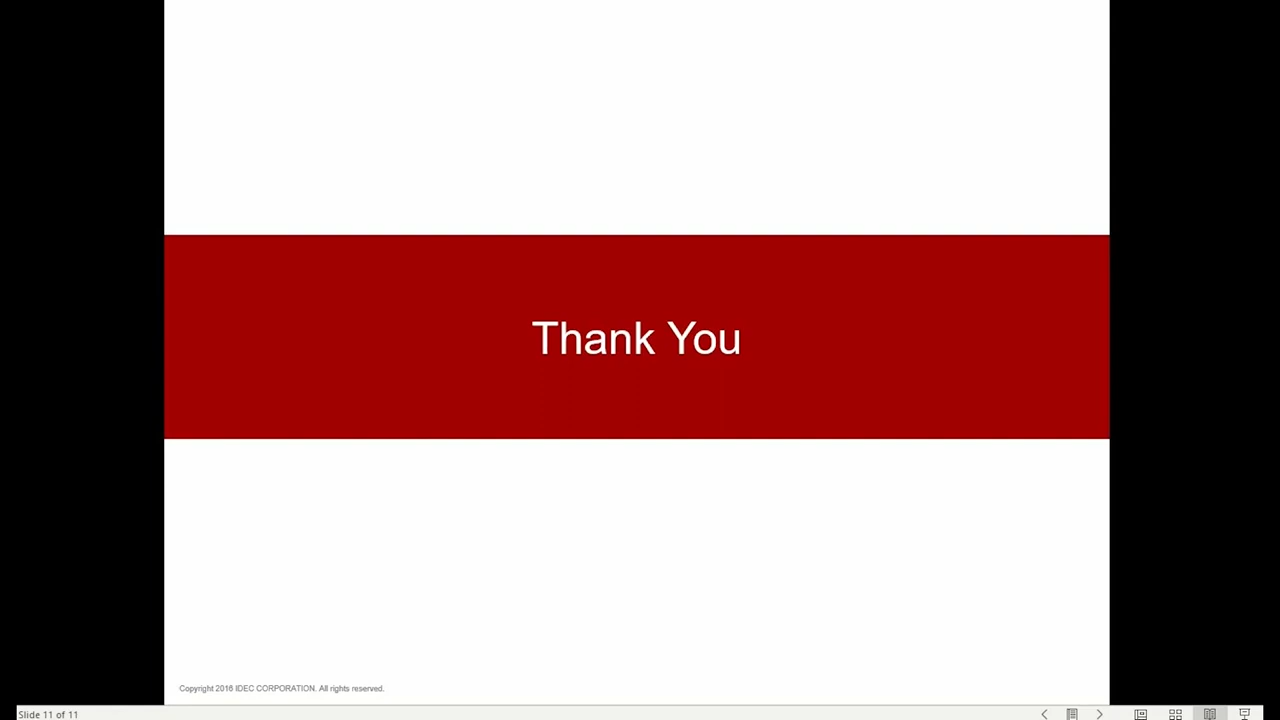 Thank You
Copyright 2016 IDEC CORPORATION. All rights reserved.
Slide 11 of 11